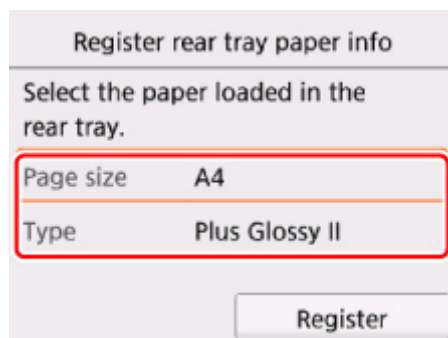 Register rear tray paper info
Select the paper loaded in the
rear tray.
Page size A4
Type Plus Glossy II
Register